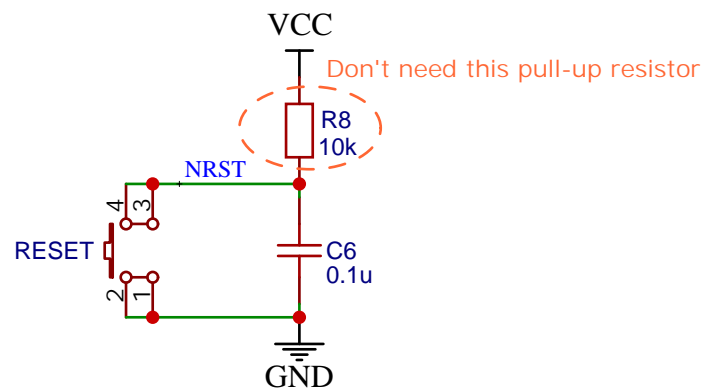 VCC
Don't need this pull-up resistor
R8
10k
NRST
4
3
RESET
C6
0.1u
2
1
GND